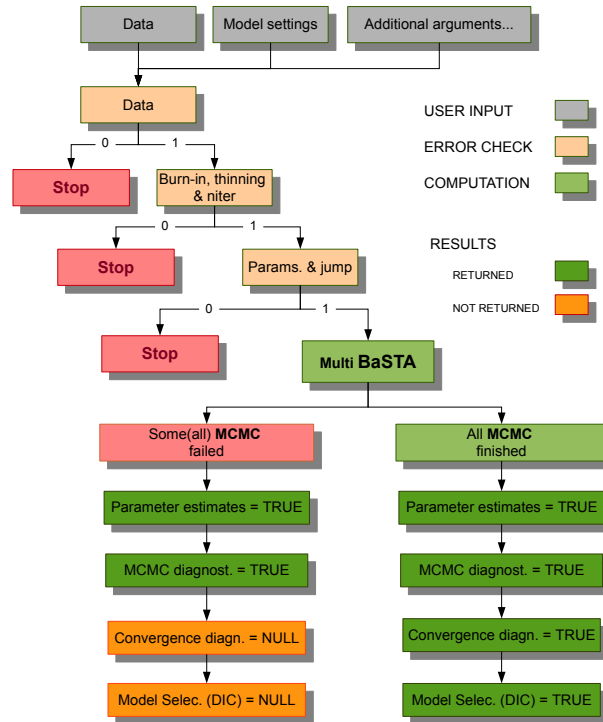 Data
Model settings
Additional arguments...
Data
USER INPUT
ERROR CHECK
COMPUTATION
0
1
Stop
Burn-in, thinning
& niter
0
1
Stop
Params. & jump
RESULTS
RETURNED
NOT RETURNED
0
1
Stop
Multi BaSTA
Some(all) MCMC
failed
All MCMC
finished
Parameter estimates = TRUE
Parameter estimates = TRUE
MCMC diagnost. = TRUE
MCMC diagnost. = TRUE
Convergence diagn. = NULL
Convergence diagn. = TRUE
Model Selec. (DIC) = NULL
Model Selec. (DIC) = TRUE